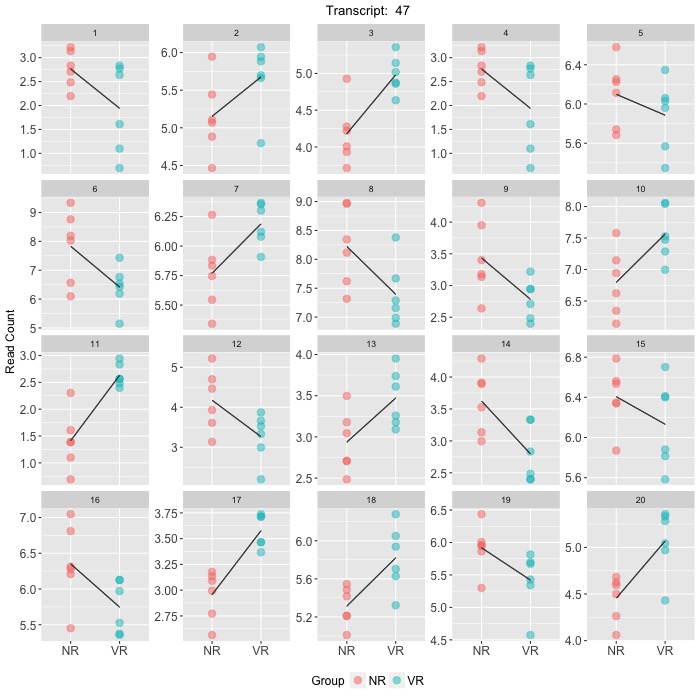 Transcript: 47
1 2 3 4 5
3.0 6.0 5.0 3.0 6.4
2.5 5.5 4.5 2.5 6.0
2.0 5.0 4.0 2.0 5.6
1.5 4.5 1.5
1.0 1.0
6 7 8 9 10
9 6.25 9.0 4.0 8.0
8 6.00 8.5 3.5 7.5
7 5.75 8.0 3.0 7.0
6 5.50 7.5 2.5 6.5
5 7.0
Read Count
11 12 13 14 15
3.0 5 4.0 4.0 6.8
2.5 4 3.5 3.5 6.4
2.0 3 3.0 3.0 6.0
1.5 2.5 2.5 5.6
1.0
16 17 18 19 20
7.0 3.75 6.0 6.5 5.0
6.5 3.50 5.6 6.0 4.5
6.0 3.25 5.2 5.5 4.0
5.5 3.00 5.0
2.75 4.5
NR VR NR VR NR VR NR VR NR VR
Group NR VR